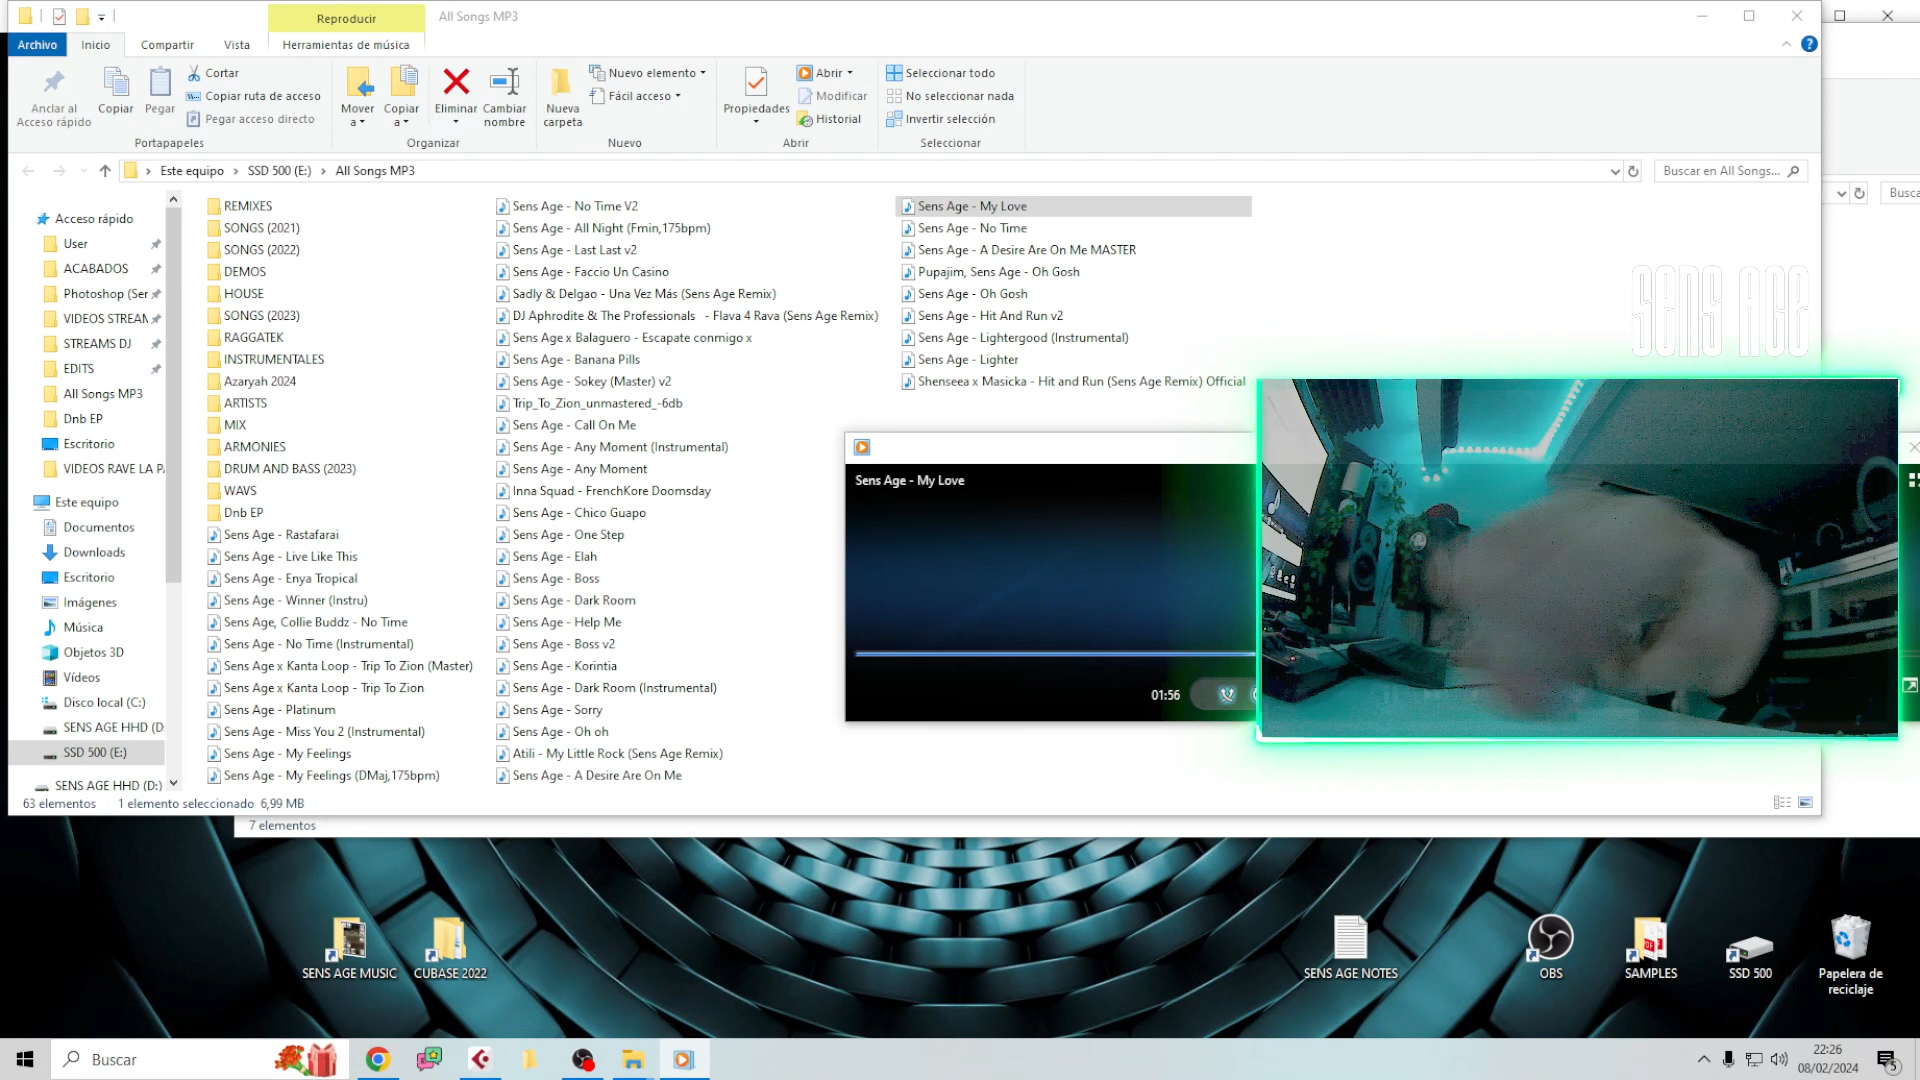 Reproducir
All Songs MP3
Archivo
Inicio
Compartir
Vista
Herramientas de música
Anclar al
Acceso rápido
Copiar
Pegar
Cortar
Copiar ruta de acceso
Pegar acceso directo
Portapapeles
Mover
a
Copiar
a
Eliminar
Cambiar
nombre
Organizar
Nueva
carpeta
Nuevo elemento
Fácil acceso
Nuevo
Propiedades
Abrir
Modificar
Historial
Abrir
Seleccionar todo
No seleccionar nada
Invertir selección
Seleccionar
Este equipo
SSD 500 (E:)
All Songs MP3
Buscar en All Songs...
Busca
Acceso rápido
User
ACABADOS
Photoshop (Ser
VIDEOS STREAM
STREAMS DJ
EDITS
All Songs MP3
Dnb EP
Escritorio
VIDEOS RAVE LA P
Este equipo
Documentos
Downloads
Escritorio
Imágenes
Música
Objetos 3D
Vídeos
Disco local (C:)
SENS AGE HHD (D:
SSD 500 (E:)
SENS AGE HHD (D:)
REMIXES
SONGS (2021)
SONGS (2022)
DEMOS
HOUSE
SONGS (2023)
RAGGATEK
INSTRUMENTALES
Azaryah 2024
ARTISTS
MIX
ARMONIES
DRUM AND BASS (2023)
WAVS
Dnb EP
Sens Age - Rastafarai
Sens Age - Live Like This
Sens Age - Enya Tropical
Sens Age - Winner (Instru)
Sens Age, Collie Buddz - No Time
Sens Age - No Time (Instrumental)
Sens Age x Kanta Loop - Trip To Zion (Master)
Sens Age x Kanta Loop - Trip To Zion
Sens Age - Platinum
Sens Age - Miss You 2 (Instrumental)
Sens Age - My Feelings
Sens Age - My Feelings (DMaj,175bpm)
Sens Age - No Time V2
Sens Age - All Night (Fmin,175bpm)
Sens Age - Last Last v2
Sens Age - Faccio Un Casino
Sadly & Delgao - Una Vez Más (Sens Age Remix)
DJ Aphrodite & The Professionals - Flava 4 Rava (Sens Age Remix)
Sens Age x Balaguero - Escapate conmigo x
Sens Age - Banana Pills
Sens Age - Sokey (Master) v2
Trip_To_Zion_unmastered_-6db
Sens Age - Call On Me
Sens Age - Any Moment (Instrumental)
Sens Age - Any Moment
Inna Squad - FrenchKore Doomsday
Sens Age - Chico Guapo
Sens Age - One Step
Sens Age - Elah
Sens Age - Boss
Sens Age - Dark Room
Sens Age - Help Me
Sens Age - Boss v2
Sens Age - Korintia
Sens Age - Dark Room (Instrumental)
Sens Age - Sorry
Sens Age - Oh oh
Atili - My Little Rock (Sens Age Remix)
Sens Age - A Desire Are On Me
Sens Age - My Love
Sens Age - No Time
Sens Age - A Desire Are On Me MASTER
Pupajim, Sens Age - Oh Gosh
Sens Age - Oh Gosh
Sens Age - Hit And Run v2
Sens Age - Lightergood (Instrumental)
Sens Age - Lighter
Shenseea x Masicka - Hit and Run (Sens Age Remix) Official
SENS AGE
Sens Age - My Love
01:56
63 elementos
1 elemento seleccionado 6,99 MB
7 elementos
SENS AGE MUSIC
CUBASE 2022
SENS AGE NOTES
OBS
SAMPLES
SSD 500
Papelera de
reciclaje
Buscar
22:26
08/02/2024
5